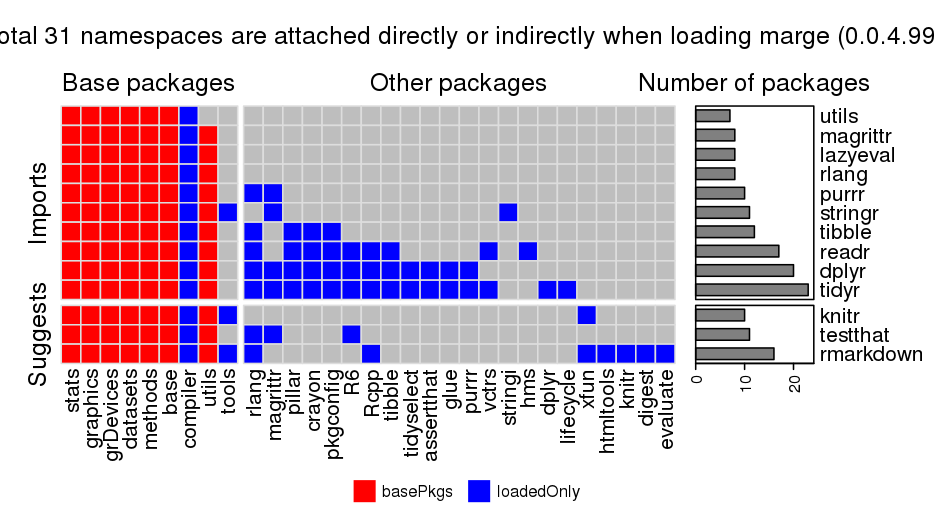 otal 31 namespaces are attached directly or indirectly when loading marge (0.0.4.99
Base packages
Other packages
Number of packages
Imports
Suggests
utils
magrittr
lazyeval
rlang
purrr
stringr
tibble
readr
dplyr
tidyr
knitr
testthat
rmarkdown
stats
graphics
grDevices
datasets
methods
base
compiler
utils
tools
rlang
magrittr
pillar
crayon
pkgconfig
R6
Rcpp
tibble
tidyselect
assertthat
glue
purrr
vctrs
stringi
hms
dplyr
lifecycle
xfun
htmltools
knitr
digest
evaluate
0
10
20
basePkgs
loadedOnly